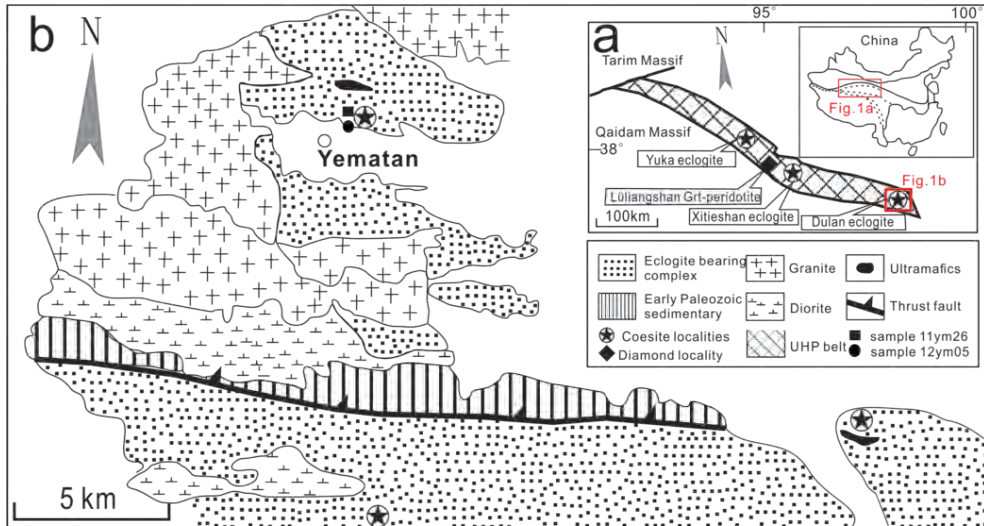 b
N
Yematan
5 km
a
N
95°
100°
China
Fig.1a
Tarim Massif
Qaidam Massif
38°
Yuka eclogite
Lüliangshan Grt-peridotite
Xitieshan eclogite
Dulan eclogite
Fig.1b
100km
Eclogite bearing
complex
Granite
Ultramafics
Early Paleozoic
sedimentary
Diorite
Thrust fault
Coesite localities
Diamond locality
UHP belt
sample 11ym26
sample 12ym05